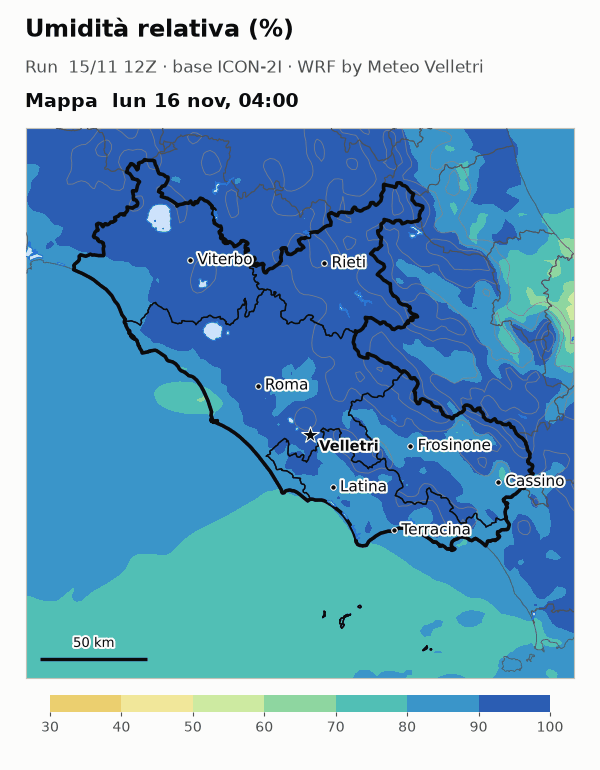 Umidità relativa (%)
Run  15/11 12Z · base ICON-2I · WRF by Meteo Velletri
Mappa  lun 16 nov, 04:00
Viterbo
Rieti
Roma
Velletri
Frosinone
Cassino
Latina
Terracina
50 km
30 40 50 60 70 80 90 100